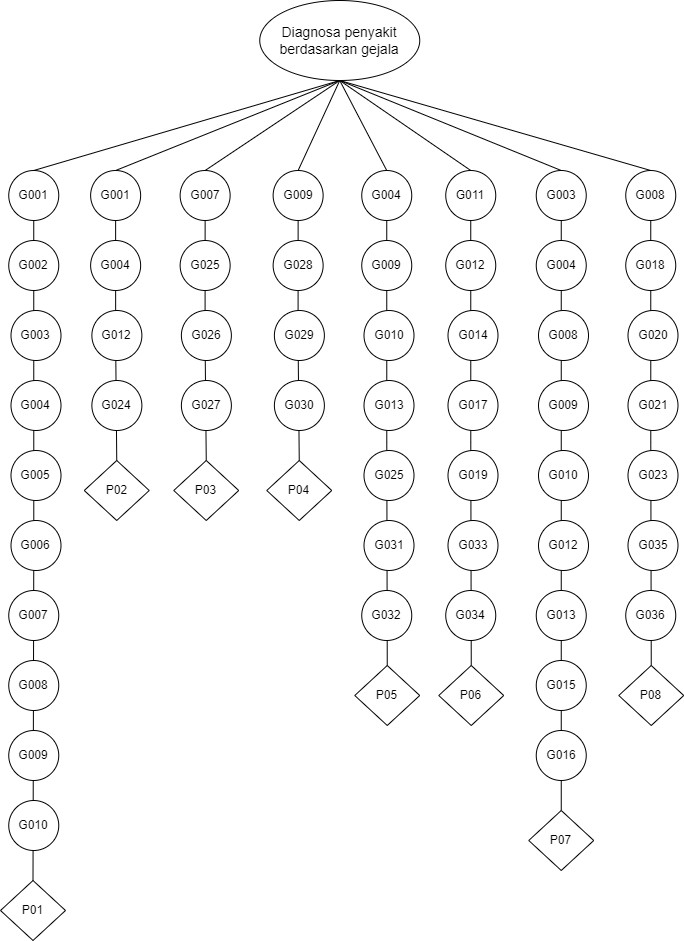 Diagnosa penyakit
berdasarkan gejala
G001 G001 G007 G009 G004 G011 G003 G008
G002 G004 G025 G028 G009 G012 G004 G018
G003 G012 G026 G029 G010 G014 G008 G020
G004 G024 G027 G030 G013 G017 G009 G021
G005 P02 P03 P04 G025 G019 G010 G023
G006 G031 G033 G012 G035
G007 G032 G034 G013 G036
G008 P05 P06 G015 P08
G009 G016
G010 P07
P01